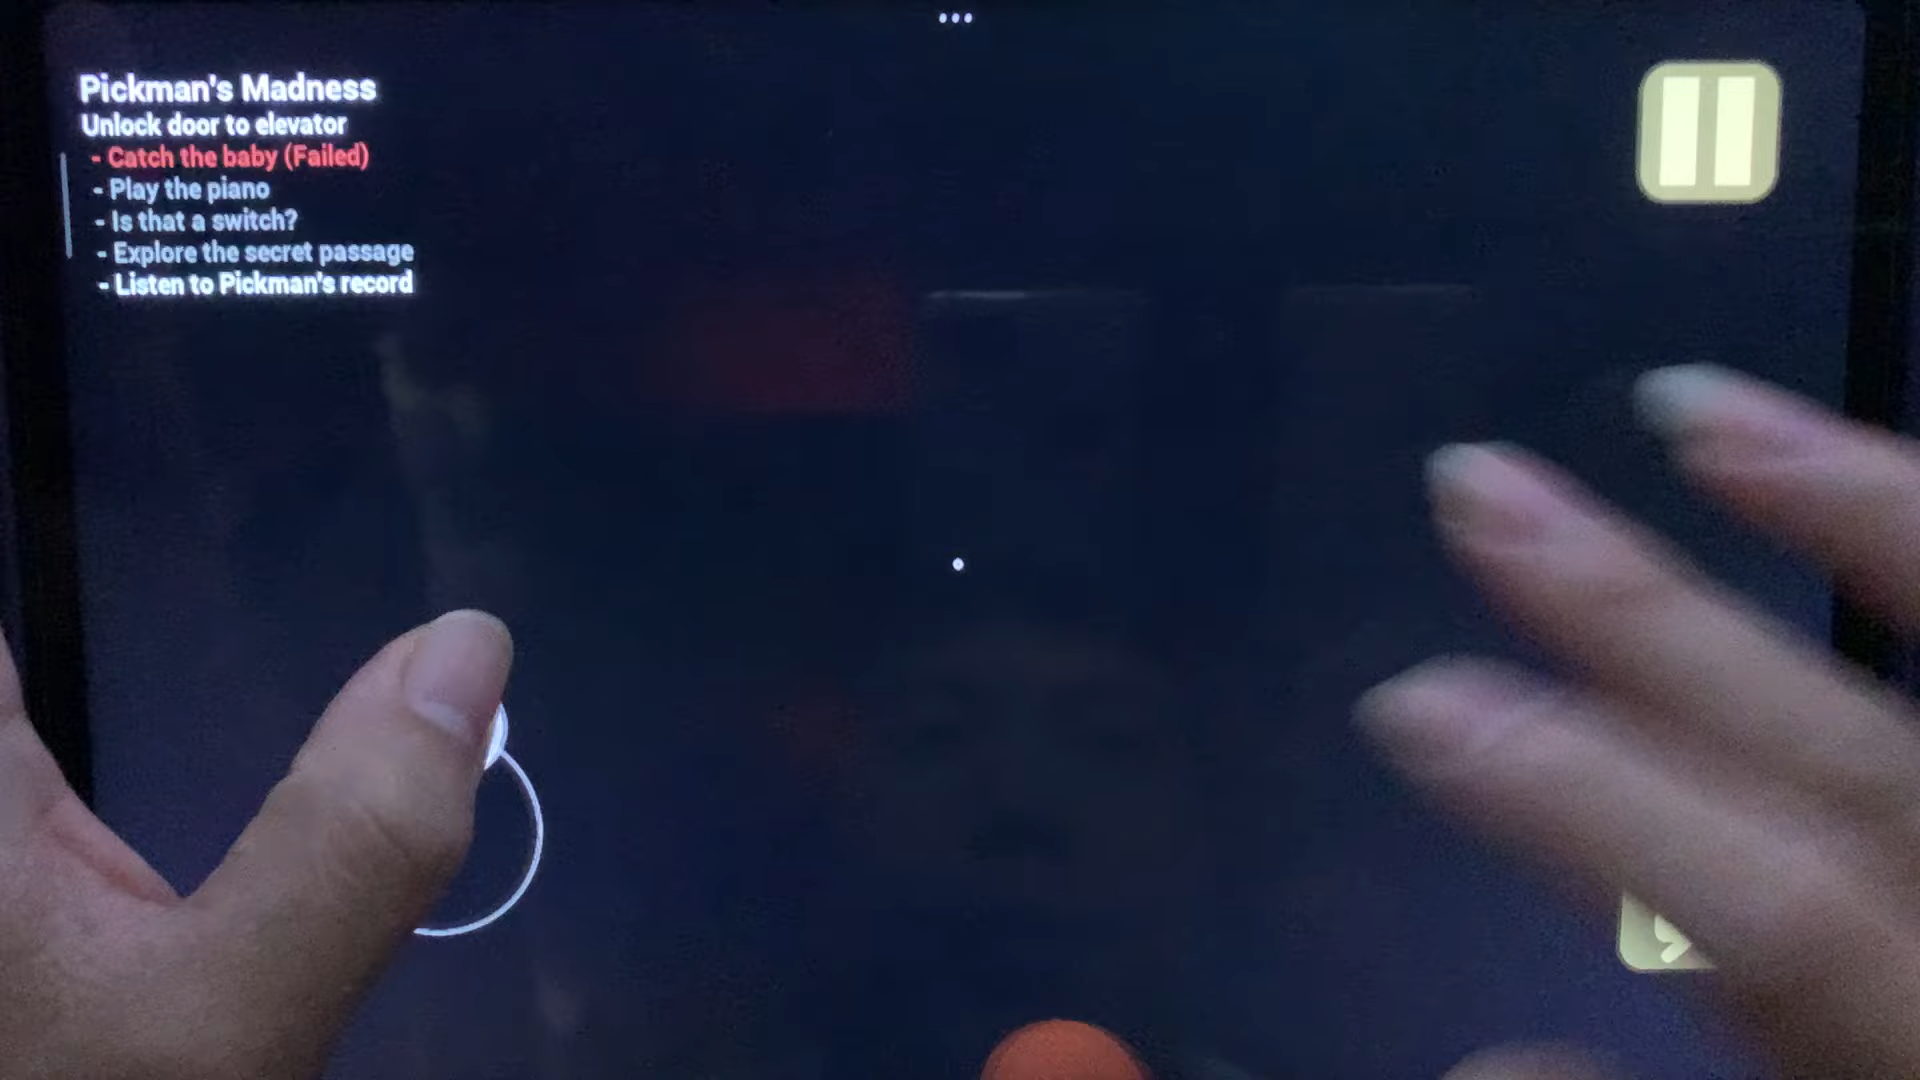 Pickman's Madness
Unlock door to elevator
- Catch the baby (Failed)
- Play the piano
- Is that a switch?
- Explore the secret passage
- Listen to Pickman's record